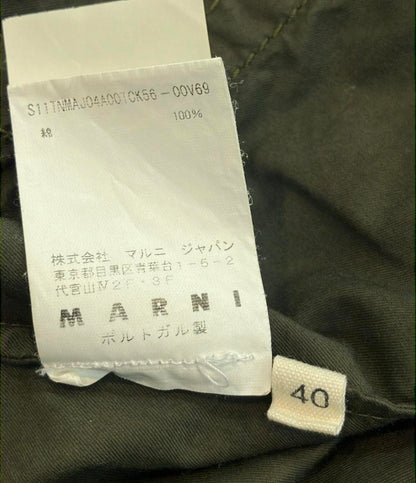 S11TNMAJ04A007CK56-00V69
綿 100%
株式会社 マルニ ジャパン
東京都目黒区青葉台1-5-2
代官山Ⅳ2F・3F
MARNI
ポルトガル製
40